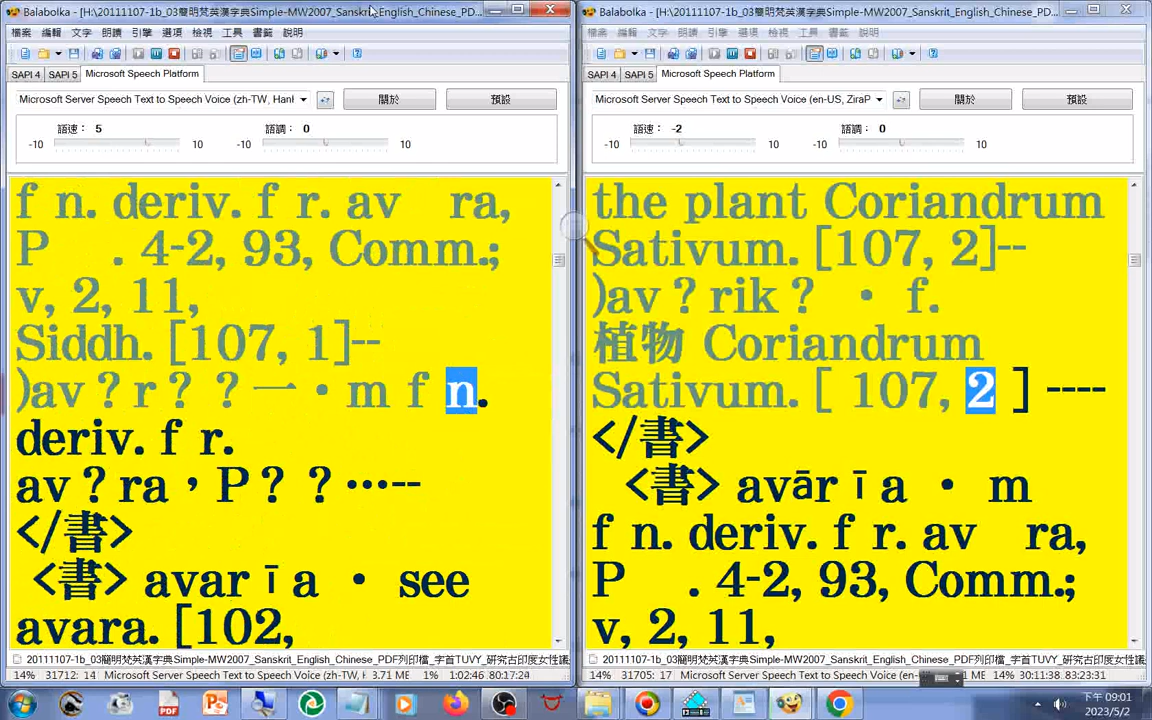 Balabolka - [H:\20111107-1b_03簡明梵英漢字典Simple-MW2007_Sanskrit_English_Chinese_PD...
檔案 編輯 文字 朗讀 引擎 選項 檢視 工具 書籤 說明
SAPI 4 SAPI 5 Microsoft Speech Platform
Microsoft Server Speech Text to Speech Voice (zh-TW, Hanl
關於 預設
語速： 5 語調： 0
-10 10 -10 10
f n. deriv. f r. av ra,
P . 4-2, 93, Comm.;
v, 2, 11,
Siddh. [107, 1]--
)av？r？？一・m f n.
deriv. f r.
av？ra，P？？…--
</書>
<書> avarīa・see
avara. [102,
20111107-1b_03簡明梵英漢字典Simple-MW2007_Sanskrit_English_Chinese_PDF列印檔_字首TUVY_研究古印度女性議
14% 31712: 14 Microsoft Server Speech Text to Speech Voice (zh-TW, H 3.71 MB 1% 1:02:46 80:17:24
Balabolka - [H:\20111107-1b_03簡明梵英漢字典Simple-MW2007_Sanskrit_English_Chinese_PD...
檔案 編輯 文字 朗讀 引擎 選項 檢視 工具 書籤 說明
SAPI 4 SAPI 5 Microsoft Speech Platform
Microsoft Server Speech Text to Speech Voice (en-US, ZiraP
關於 預設
語速： -2 語調： 0
-10 10 -10 10
the plant Coriandrum
Sativum. [107, 2]--
)av？rik？・f.
植物 Coriandrum
Sativum. [ 107, 2 ] ----
</書>
<書> avārīa・m
f n. deriv. f r. av ra,
P . 4-2, 93, Comm.;
v, 2, 11,
20111107-1b_03簡明梵英漢字典Simple-MW2007_Sanskrit_English_Chinese_PDF列印檔_字首TUVY_研究古印度女性議
14% 31705: 17 Microsoft Server Speech Text to Speech Voice 14% 30:11:38 83:23:31
下午 09:01
2023/5/2